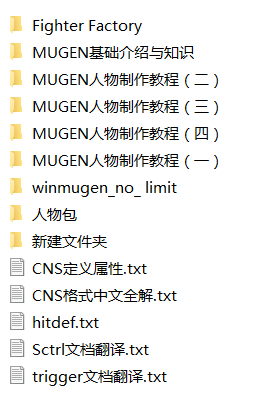 Fighter Factory
MUGEN基础介绍与知识
MUGEN人物制作教程（二）
MUGEN人物制作教程（三）
MUGEN人物制作教程（四）
MUGEN人物制作教程（一）
winmugen_no_ limit
人物包
新建文件夹
CNS定义属性.txt
CNS格式中文全解.txt
hitdef.txt
Sctrl文档翻译.txt
trigger文档翻译.txt